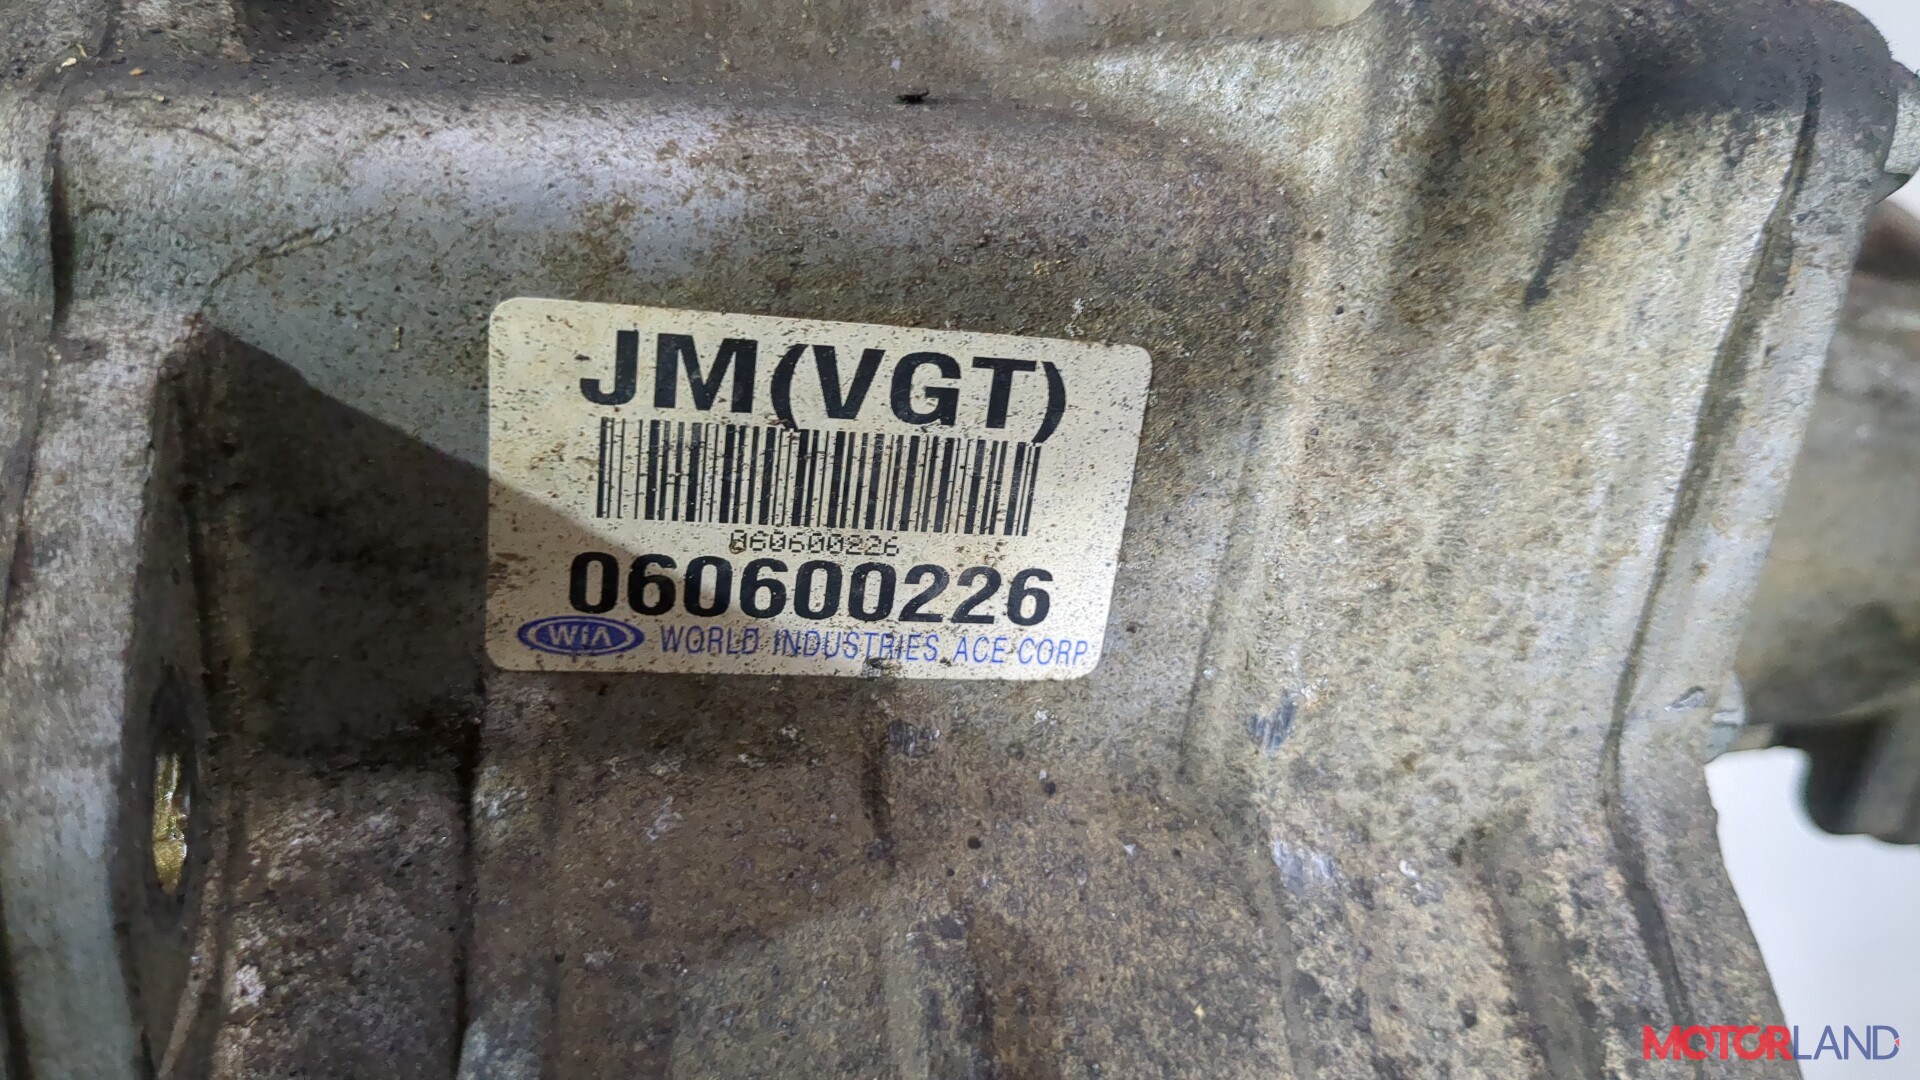 JM(VGT)
060600226
060600226
WIA WORLD INDUSTRIES ACE CORP
MOTORLAND